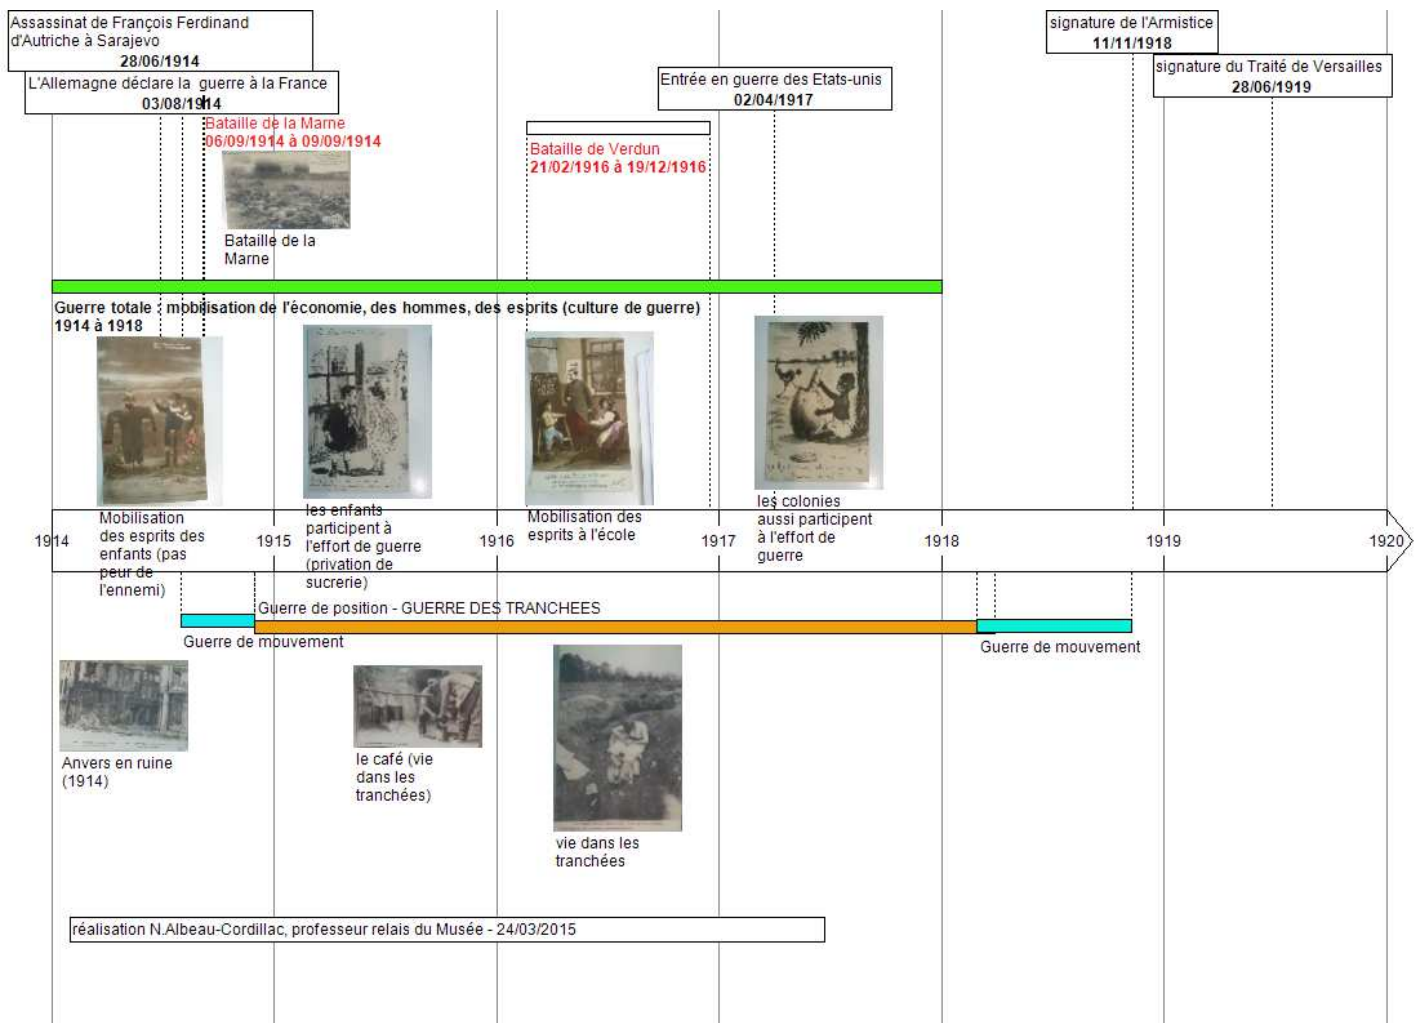 Assassinat de François Ferdinand
d'Autriche à Sarajevo
28/06/1914
L'Allemagne déclare la guerre à la France
03/08/1914
Bataille de la Marne
06/09/1914 à 09/09/1914
Bataille de la
Marne
Bataille de Verdun
21/02/1916 à 19/12/1916
Entrée en guerre des Etats-unis
02/04/1917
signature de l'Armistice
11/11/1918
signature du Traité de Versailles
28/06/1919
Guerre totale : mobilisation de l'économie, des hommes, des esprits (culture de guerre)
1914 à 1918
Mobilisation
des esprits des
enfants (pas
peur de
l'ennemi)
les enfants
participent à
l'effort de guerre
(privation de
sucrerie)
Mobilisation des
esprits à l'école
les colonies
aussi participent
à l'effort de
guerre
1914
1915
1916
1917
1918
1919
1920
Guerre de position - GUERRE DES TRANCHEES
Guerre de mouvement
Guerre de mouvement
Anvers en ruine
(1914)
le café (vie
dans les
tranchées)
vie dans les
tranchées
réalisation N.Albeau-Cordillac, professeur relais du Musée - 24/03/2015